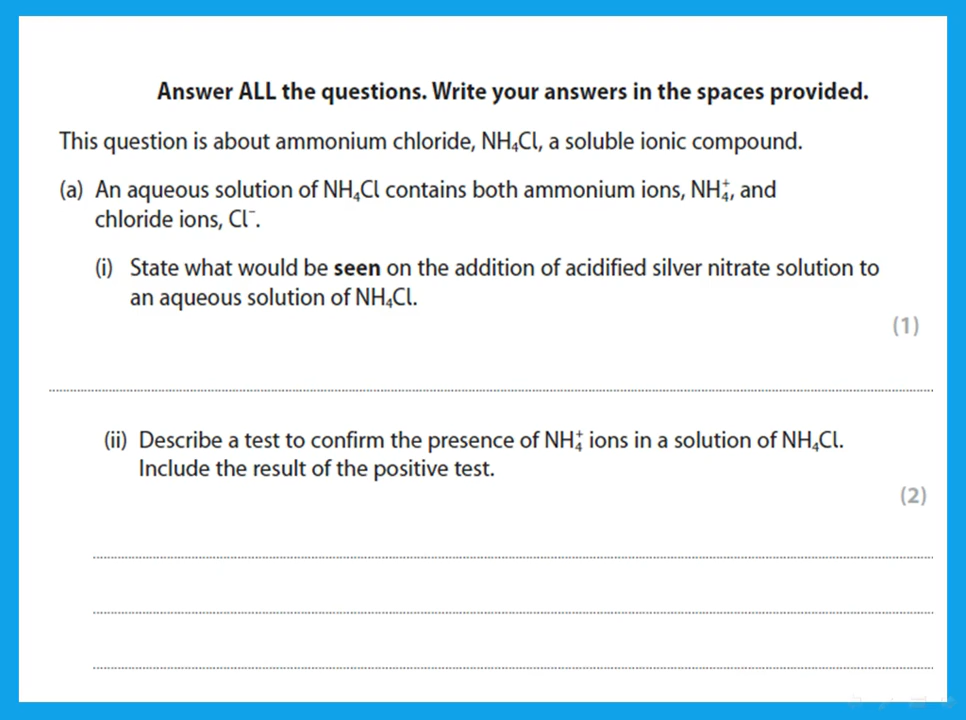 Answer ALL the questions. Write your answers in the spaces provided.
This question is about ammonium chloride, NH₄Cl, a soluble ionic compound.
(a) An aqueous solution of NH₄Cl contains both ammonium ions, NH₄⁺, and
chloride ions, Cl⁻.
(i) State what would be seen on the addition of acidified silver nitrate solution to
an aqueous solution of NH₄Cl.
(1)
(ii) Describe a test to confirm the presence of NH₄⁺ ions in a solution of NH₄Cl.
Include the result of the positive test.
(2)